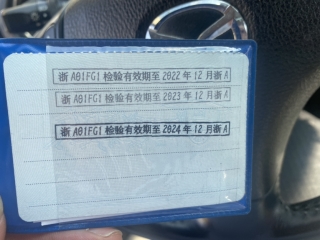 浙 A01FG1 检验有效期至 2022 年 12 月浙 A
浙 A01FG1 检验有效期至 2023 年 12 月浙 A
浙 A01FG1 检验有效期至 2024 年 12 月浙 A